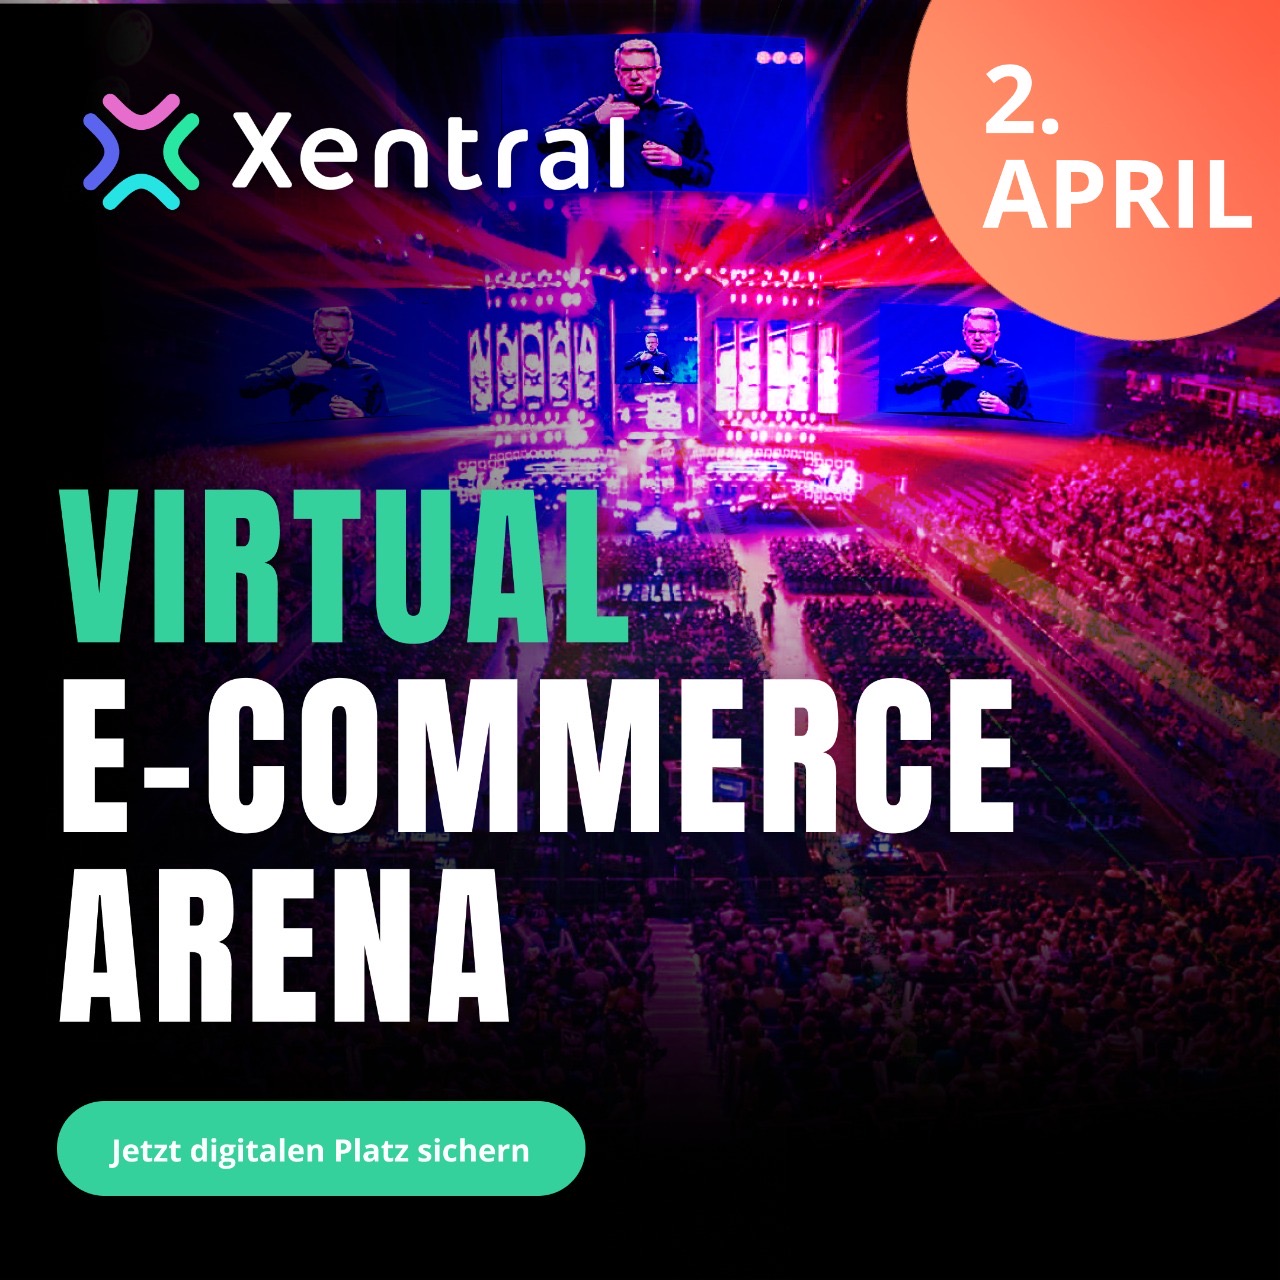 Xentral
2.
APRIL
VIRTUAL
E-COMMERCE
ARENA
Jetzt digitalen Platz sichern